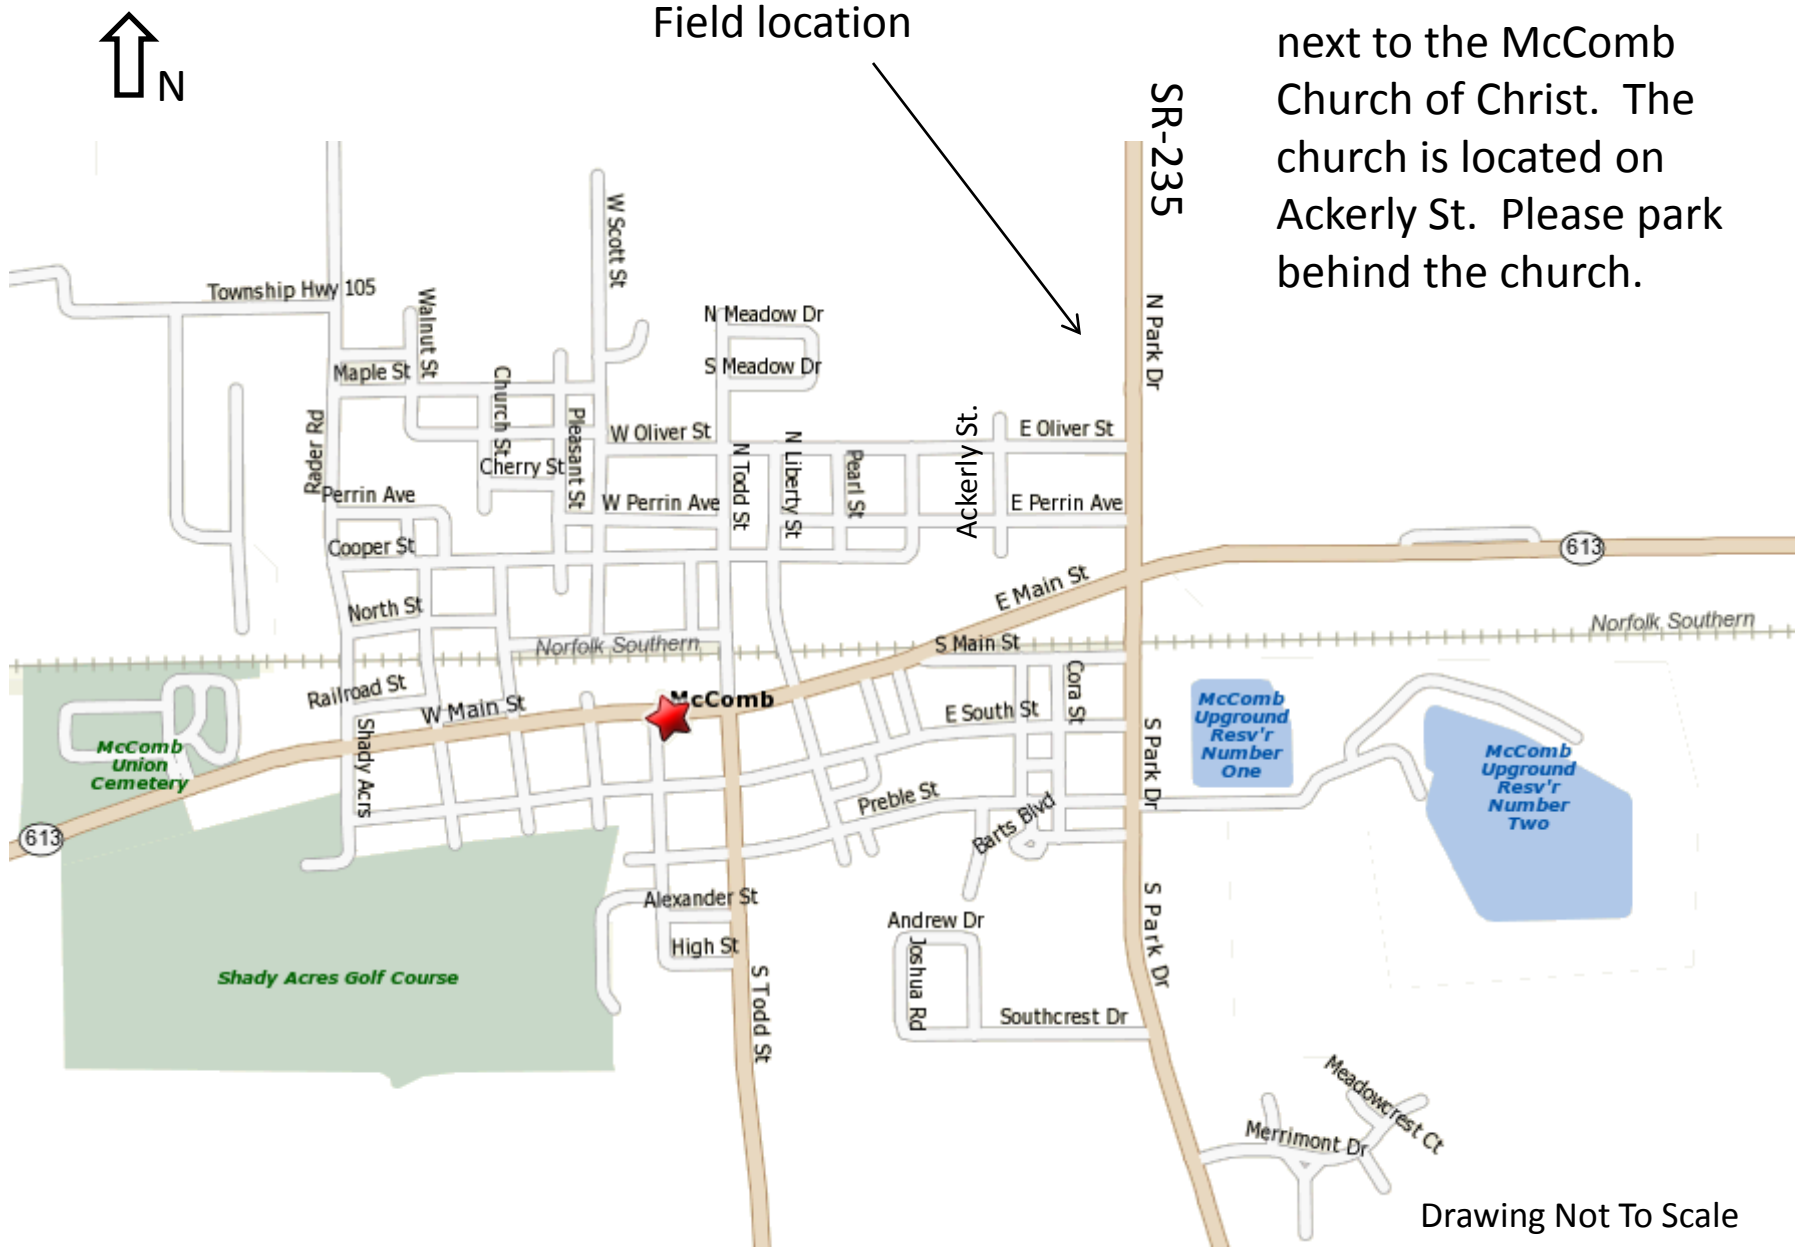 Field location
N
next to the McComb
Church of Christ.  The
church is located on
Ackerly St.  Please park
behind the church.
SR-235
W Scott St
Township Hwy 105
Walnut St
N Meadow Dr
N Park Dr
S Meadow Dr
Maple St
Church St
Pleasant St
Rader Rd
W Oliver St
Ackerly St.
E Oliver St
N Todd St
N Liberty St
Pearl St
Cherry St
Perrin Ave
W Perrin Ave
E Perrin Ave
Cooper St
613
E Main St
North St
Norfolk Southern
Norfolk Southern
S Main St
Railroad St
Cora St
McComb
W Main St
E South St
McComb
Upground
Resv'r
Number
One
Shady Acrs
S Park Dr
McComb
Union
Cemetery
McComb
Upground
Resv'r
Number
Two
Preble St
Barts Blvd
613
Alexander St
S Park Dr
Andrew Dr
High St
Joshua Rd
Shady Acres Golf Course
S Todd St
Southcrest Dr
Meadowcrest Ct
Merrimont Dr
Drawing Not To Scale